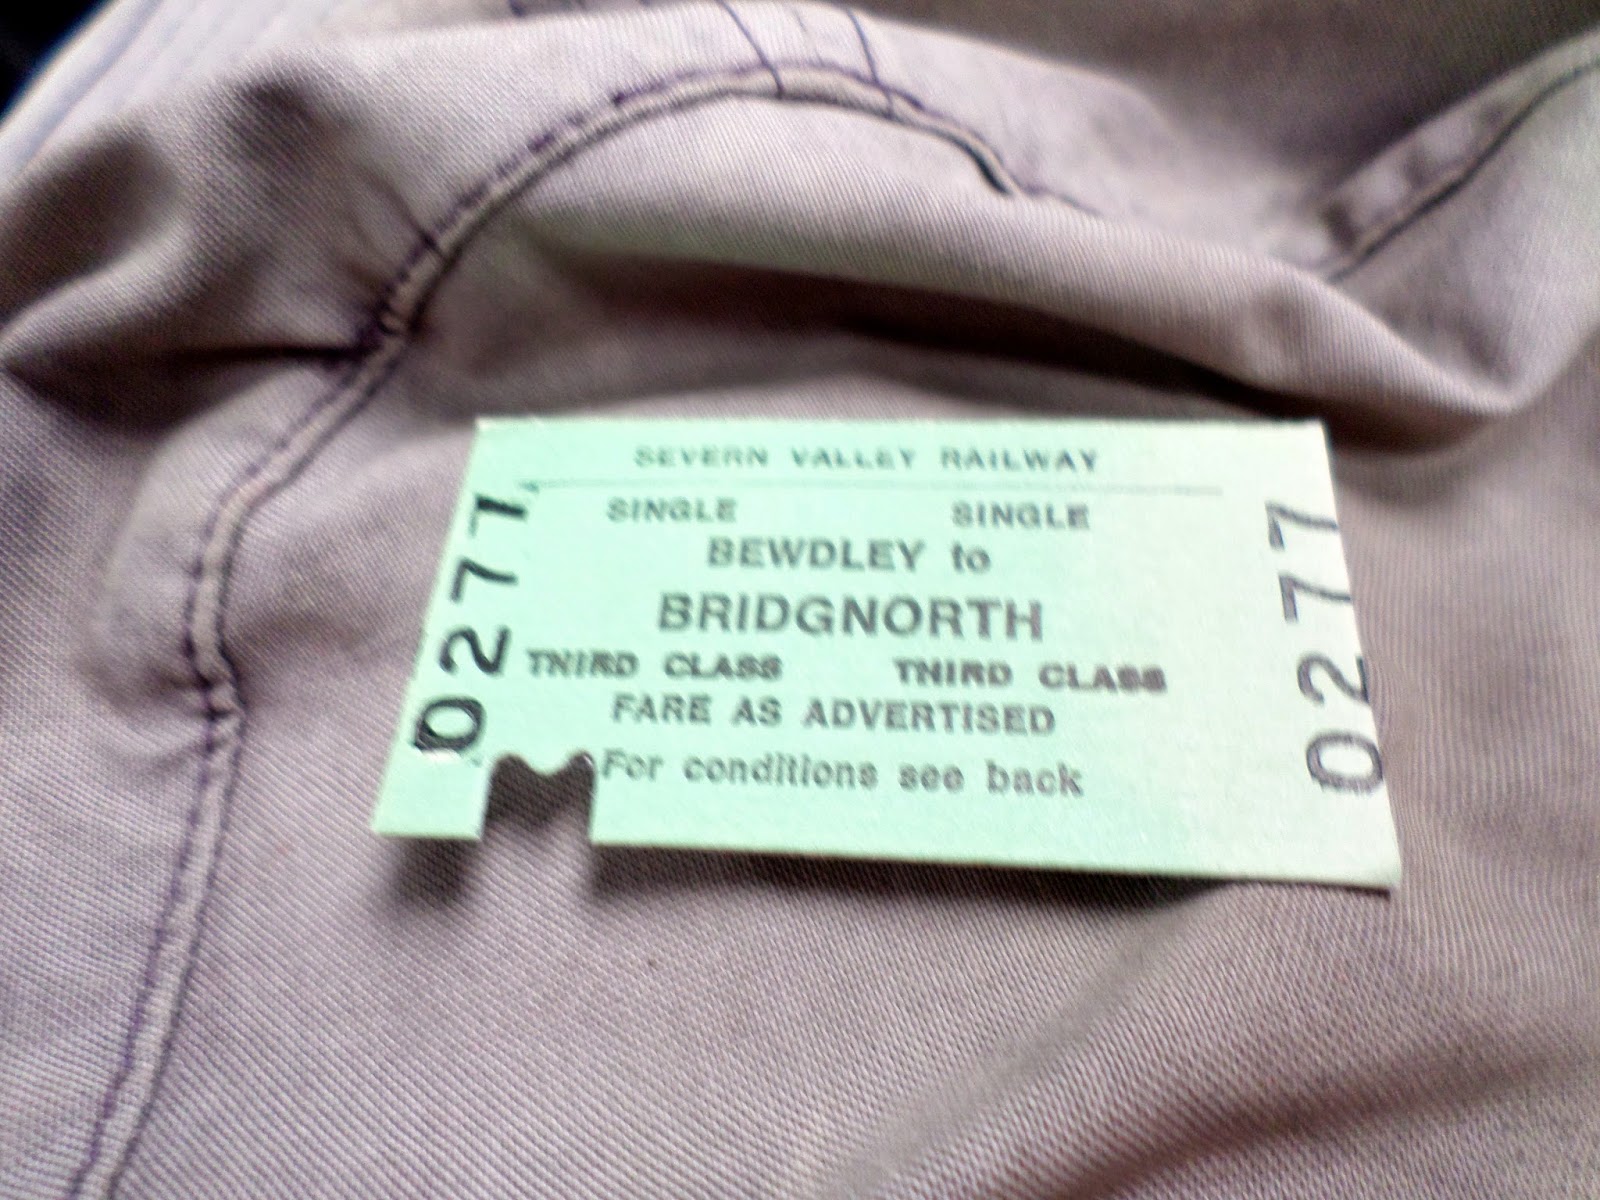 SEVERN VALLEY RAILWAY
SINGLE SINGLE
BEWDLEY to
BRIDGNORTH
THIRD CLASS THIRD CLASS
FARE AS ADVERTISED
For conditions see back
0277
0277